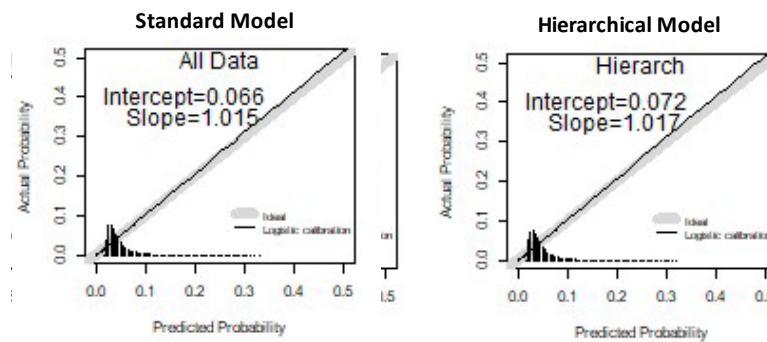 Standard Model
All Data
Intercept=0.066
Slope=1.015
Ideal
Logistic calibration
Actual Probability
0.0 0.1 0.2 0.3 0.4 0.5
0.0 0.1 0.2 0.3 0.4 0.5
Predicted Probability
Hierarchical Model
Hierarch
Intercept=0.072
Slope=1.017
Ideal
Logistic calibration
Actual Probability
0.0 0.1 0.2 0.3 0.4 0.5
0.0 0.1 0.2 0.3 0.4
Predicted Probability